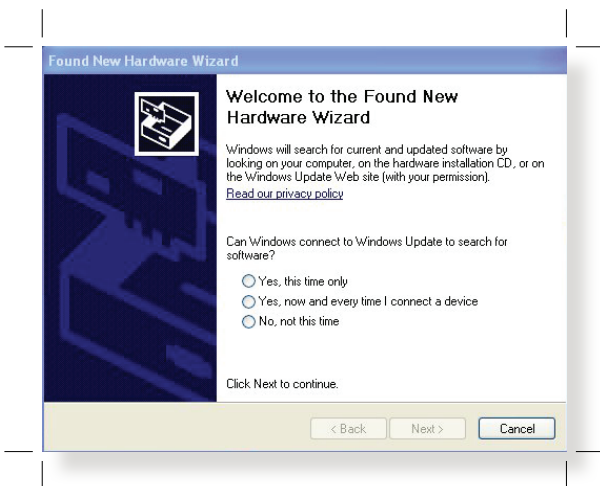 Found New Hardware Wizard
Welcome to the Found New
Hardware Wizard
Windows will search for current and updated software by
looking on your computer, on the hardware installation CD, or on
the Windows Update Web site (with your permission).
Read our privacy policy
Can Windows connect to Windows Update to search for
software?
Yes, this time only
Yes, now and every time I connect a device
No, not this time
Click Next to continue.
< Back
Next >
Cancel